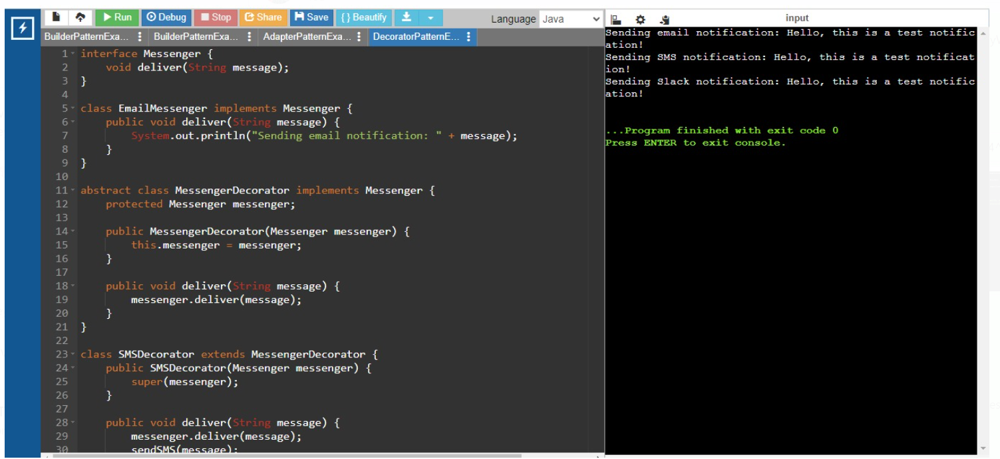 Run Debug Stop Share Save {} Beautify Language Java
input
BuilderPatternExa... BuilderPatternExa... AdapterPatternExa... DecoratorPatternE...
1 interface Messenger {
2     void deliver(String message);
3 }
4
5 class EmailMessenger implements Messenger {
6     public void deliver(String message) {
7         System.out.println("Sending email notification: " + message);
8     }
9 }
10
11 abstract class MessengerDecorator implements Messenger {
12     protected Messenger messenger;
13
14     public MessengerDecorator(Messenger messenger) {
15         this.messenger = messenger;
16     }
17
18     public void deliver(String message) {
19         messenger.deliver(message);
20     }
21 }
22
23 class SMSDecorator extends MessengerDecorator {
24     public SMSDecorator(Messenger messenger) {
25         super(messenger);
26     }
27
28     public void deliver(String message) {
29         messenger.deliver(message);
30         sendSMS(message);
Sending email notification: Hello, this is a test notific
ation!
Sending SMS notification: Hello, this is a test notificat
ion!
Sending Slack notification: Hello, this is a test notific
ation!
...Program finished with exit code 0
Press ENTER to exit console.